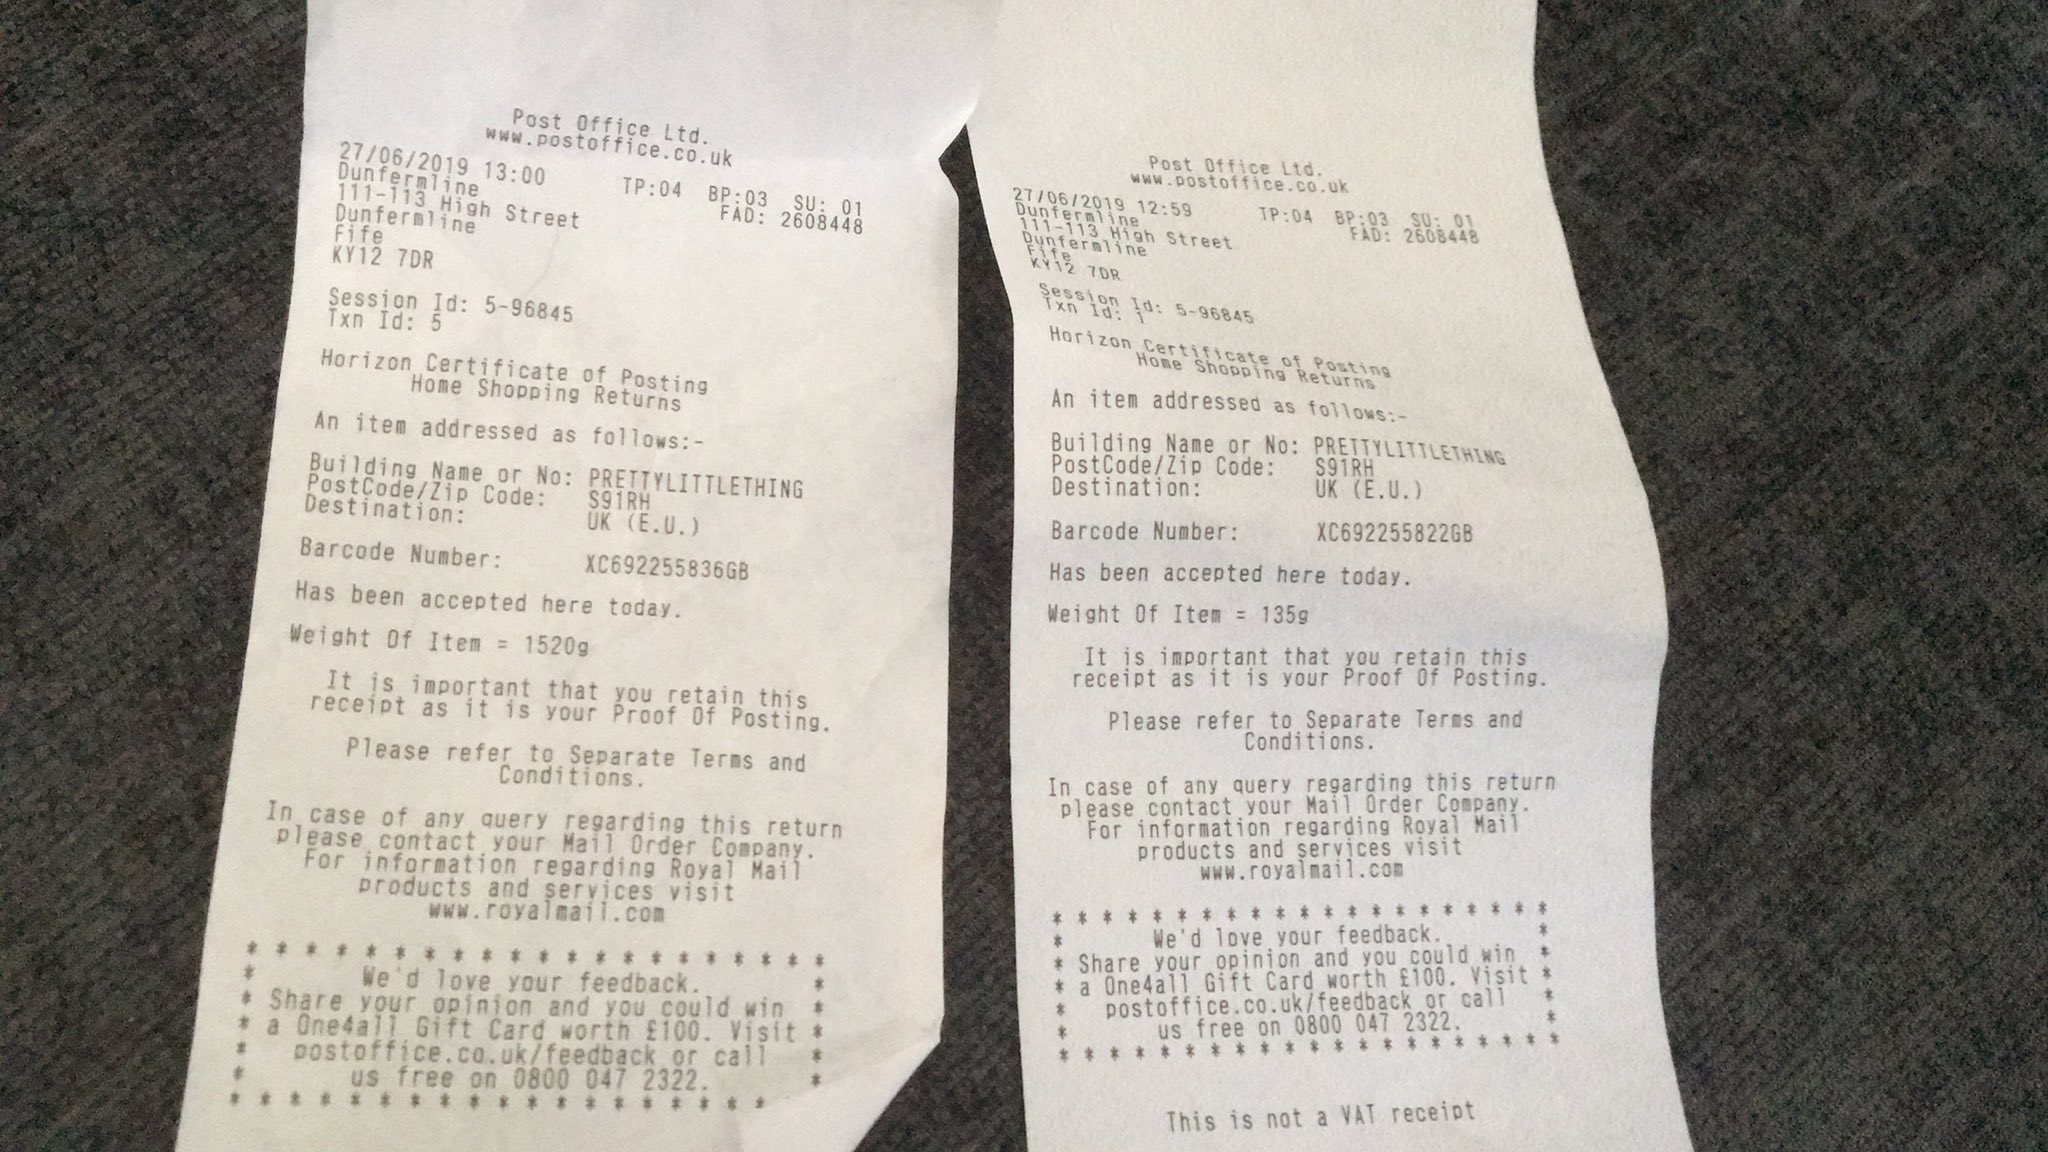 Post Office Ltd.
www.postoffice.co.uk
27/06/2019 13:00 TP:04 BP:03 SU: 01
Dunfermline FAD: 2608448
111-113 High Street
Dunfermline
Fife
KY12 7DR
Session Id: 5-96845
Txn Id: 5
Horizon Certificate of Posting
Home Shopping Returns
An item addressed as follows:-
Building Name or No: PRETTYLITTLETHING
PostCode/Zip Code: S91RH
Destination: UK (E.U.)
Barcode Number: XC692255836GB
Has been accepted here today.
Weight Of Item = 1520g
It is important that you retain this
receipt as it is your Proof Of Posting.
Please refer to Separate Terms and
Conditions.
In case of any query regarding this return
please contact your Mail Order Company.
For information regarding Royal Mail
products and services visit
www.royalmail.com
* * * * * * * * * * * * * * * * * * * *
* We'd love your feedback. *
* Share your opinion and you could win *
* a One4all Gift Card worth £100. Visit *
* postoffice.co.uk/feedback or call *
* us free on 0800 047 2322. *
* * * * * * * * * * * * * * * * * * *
Post Office Ltd.
www.postoffice.co.uk
27/06/2019 12:59 TP:04 BP:03 SU: 01
Dunfermline FAD: 2608448
111-113 High Street
Dunfermline
Fife
KY12 7DR
Session Id: 5-96845
Txn Id: 1
Horizon Certificate of Posting
Home Shopping Returns
An item addressed as follows:-
Building Name or No: PRETTYLITTLETHING
PostCode/Zip Code: S91RH
Destination: UK (E.U.)
Barcode Number: XC692255822GB
Has been accepted here today.
Weight Of Item = 135g
It is important that you retain this
receipt as it is your Proof Of Posting.
Please refer to Separate Terms and
Conditions.
In case of any query regarding this return
please contact your Mail Order Company.
For information regarding Royal Mail
products and services visit
www.royalmail.com
* * * * * * * * * * * * * * * * * * * *
* We'd love your feedback. *
* Share your opinion and you could win *
* a One4all Gift Card worth £100. Visit *
* postoffice.co.uk/feedback or call *
* us free on 0800 047 2322. *
* * * * * * * * * * * * * * * * * * * *
This is not a VAT receipt